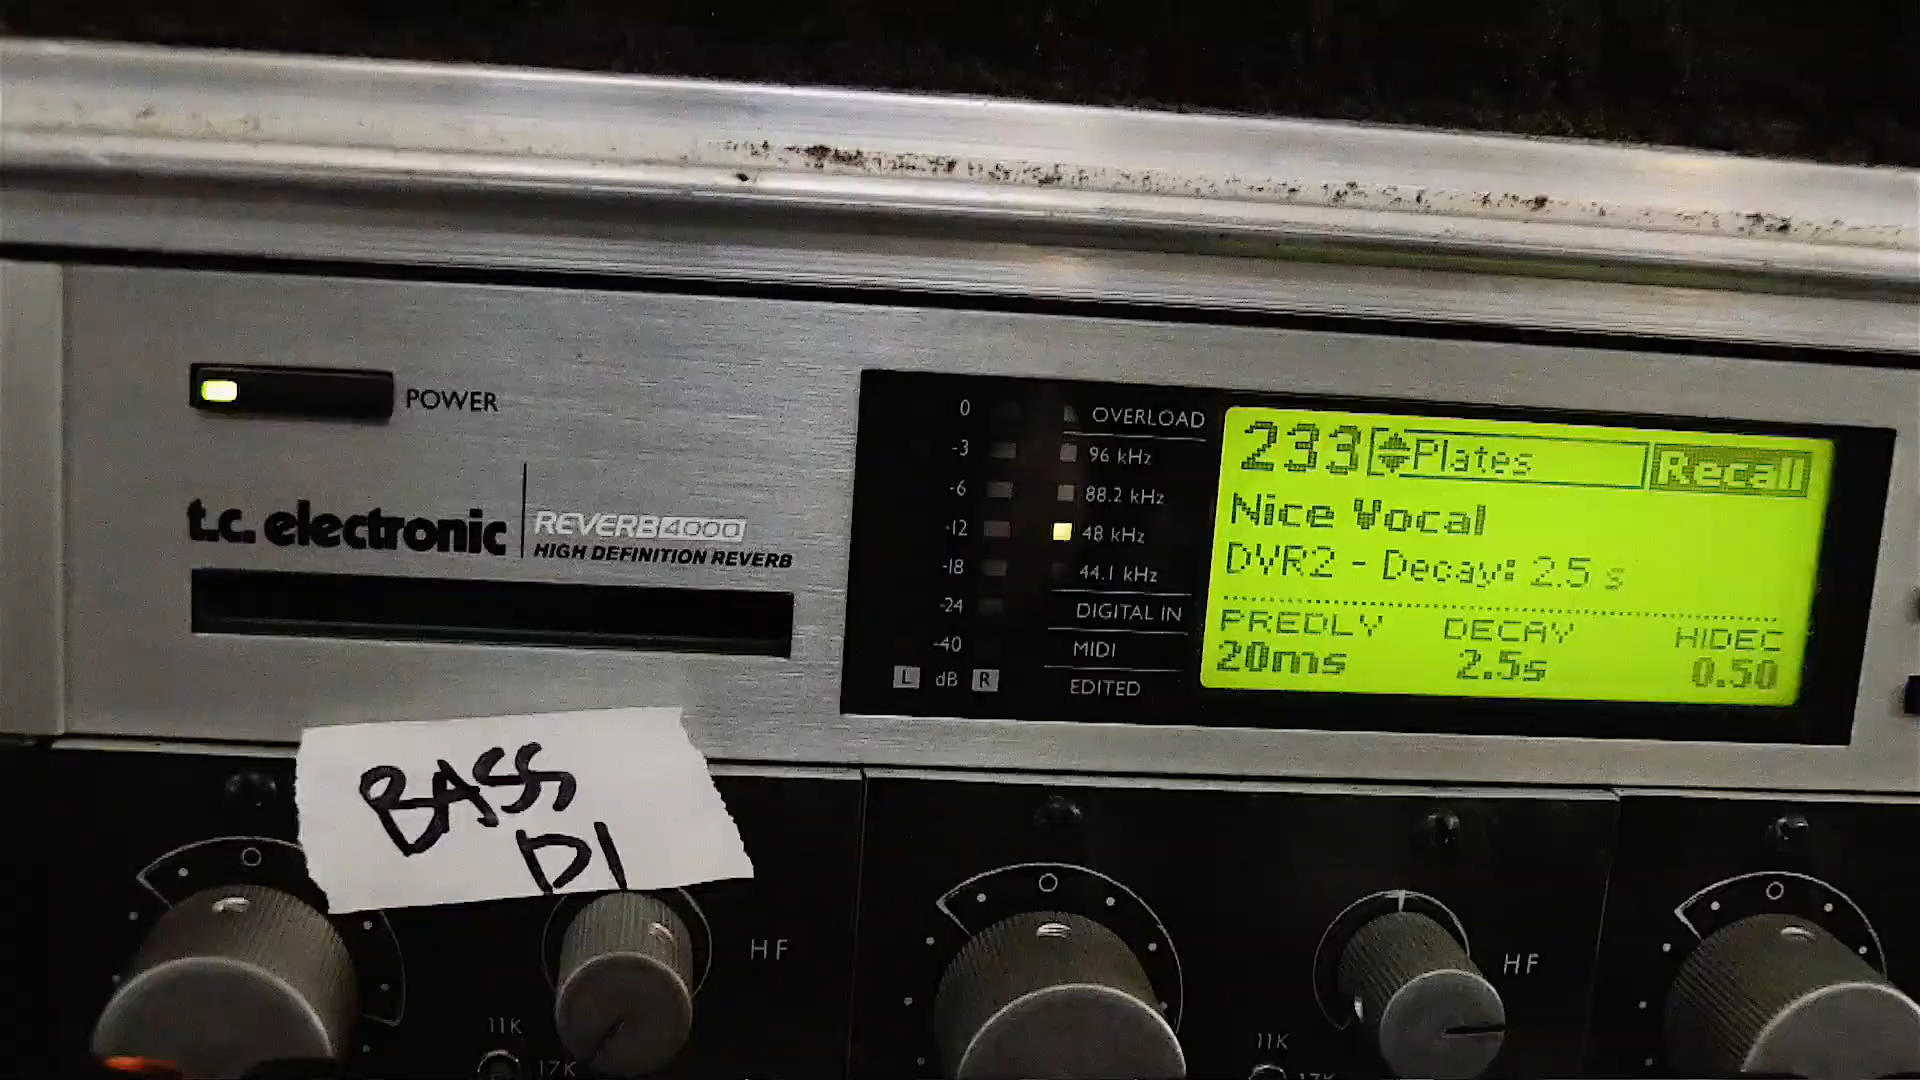 POWER
t.c. electronic
REVERB4000
HIGH DEFINITION REVERB
0
-3
-6
-12
-18
-24
-40
L dB R
OVERLOAD
96 kHz
88.2 kHz
48 kHz
44.1 kHz
DIGITAL IN
MIDI
EDITED
233 Plates Recall
Nice Vocal
DVR2 - Decay: 2.5 s
PREDLY DECAY HIDEC
20ms 2.5s 0.50
BASS
DI
HF
HF
11K
17K
11K
17K